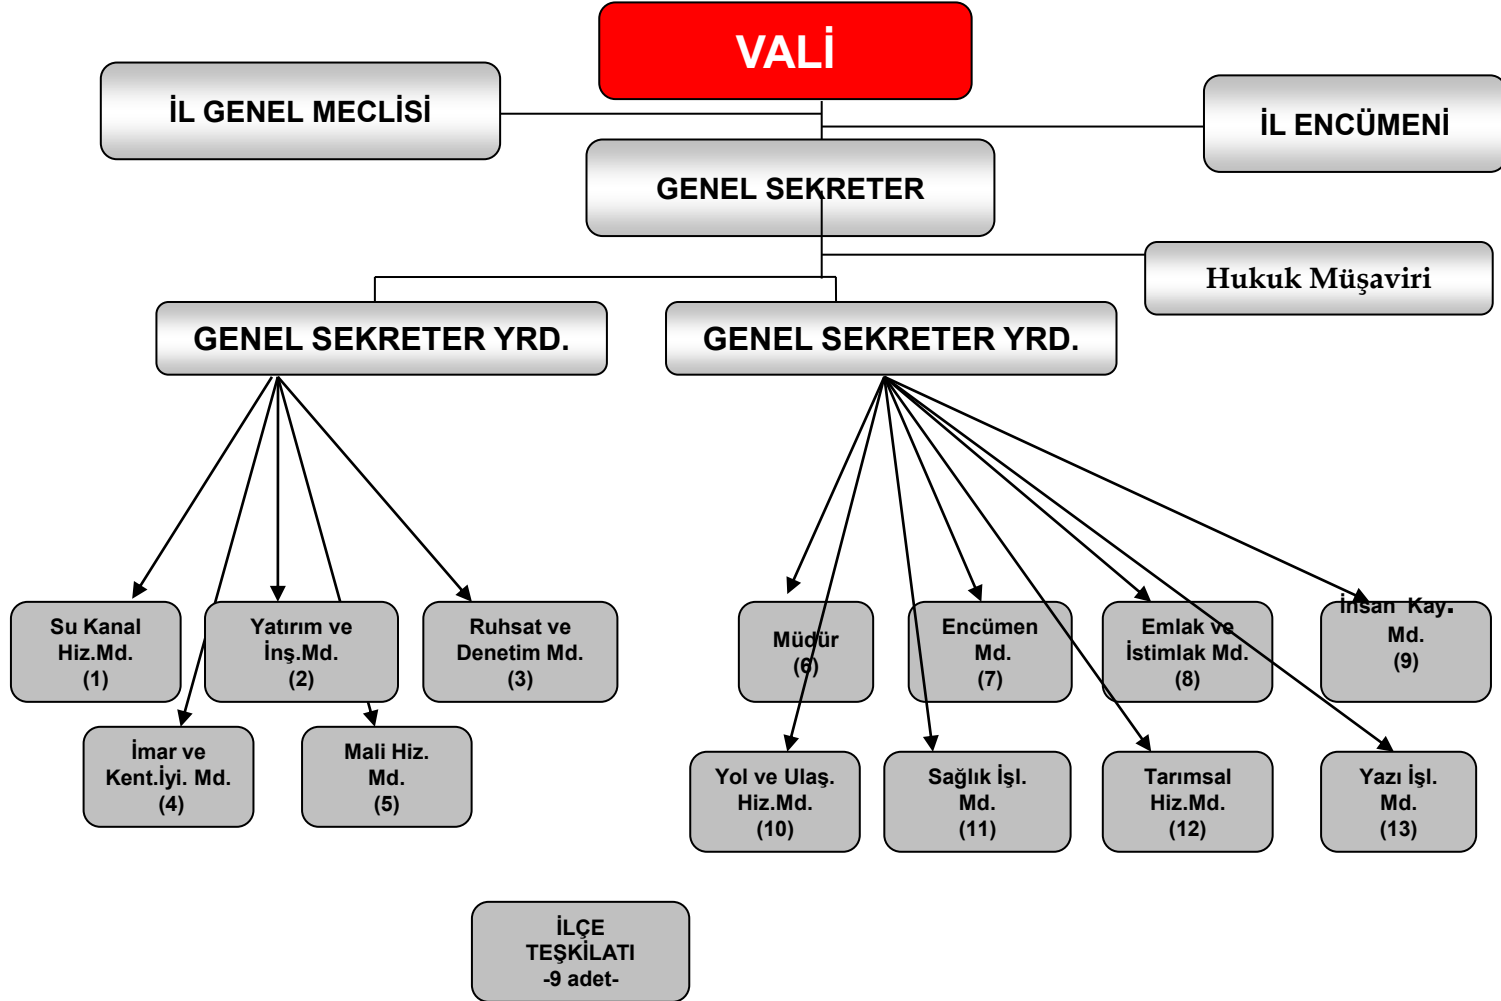 VALİ
İL GENEL MECLİSİ
İL ENCÜMENİ
GENEL SEKRETER
Hukuk Müşaviri
GENEL SEKRETER YRD.
GENEL SEKRETER YRD.
Su Kanal
Hiz.Md.
(1)
Yatırım ve
İnş.Md.
(2)
Ruhsat ve
Denetim Md.
(3)
Müdür
(6)
Encümen
Md.
(7)
Emlak ve
İstimlak Md.
(8)
İnsan Kay.
Md.
(9)
İmar ve
Kent.İyi. Md.
(4)
Mali Hiz.
Md.
(5)
Yol ve Ulaş.
Hiz.Md.
(10)
Sağlık İşl.
Md.
(11)
Tarımsal
Hiz.Md.
(12)
Yazı İşl.
Md.
(13)
İLÇE
TEŞKİLATI
-9 adet-